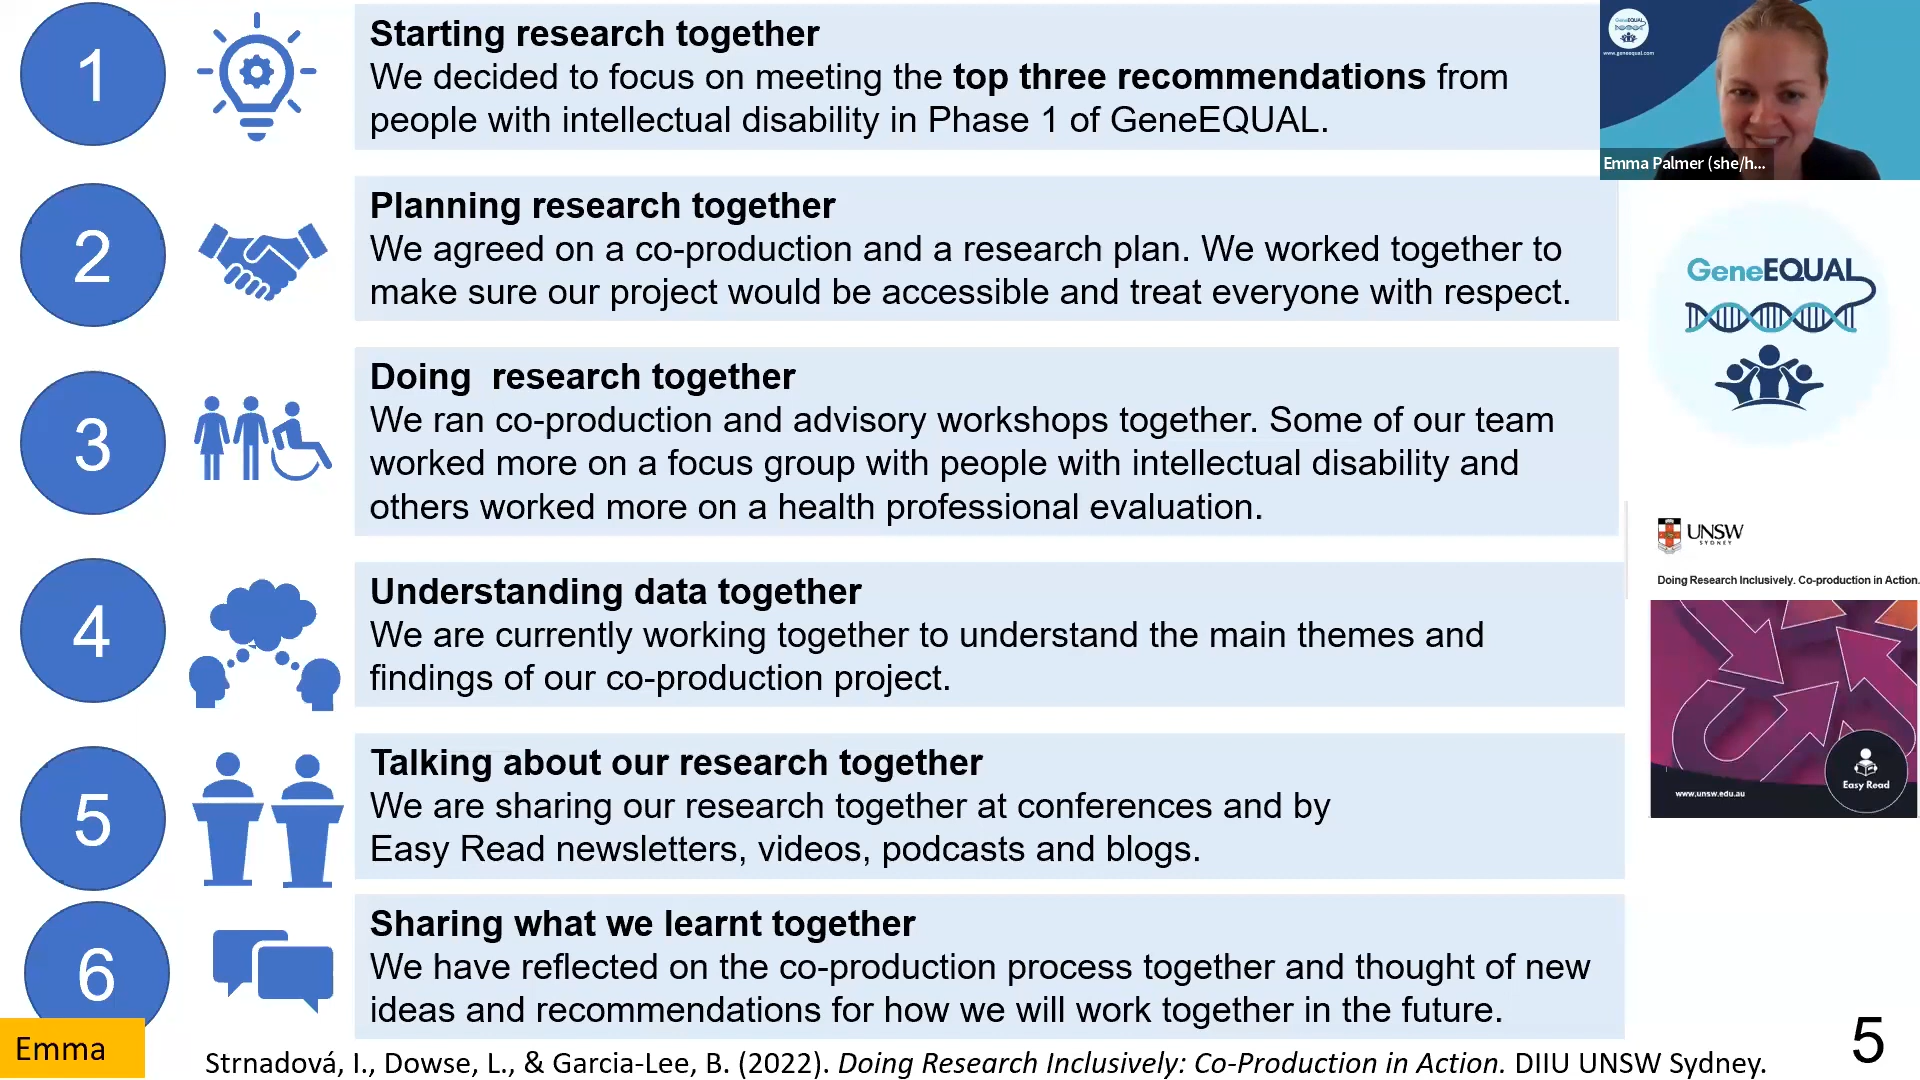 1
Starting research together
We decided to focus on meeting the top three recommendations from
people with intellectual disability in Phase 1 of GeneEQUAL.
GeneEQUAL
www.geneequal.com
Emma Palmer (she/h...
2
Planning research together
We agreed on a co-production and a research plan. We worked together to
make sure our project would be accessible and treat everyone with respect.
GeneEQUAL
3
Doing  research together
We ran co-production and advisory workshops together. Some of our team
worked more on a focus group with people with intellectual disability and
others worked more on a health professional evaluation.
UNSW
SYDNEY
Doing Research Inclusively. Co-production in Action.
4
Understanding data together
We are currently working together to understand the main themes and
findings of our co-production project.
www.unsw.edu.au
Easy Read
5
Talking about our research together
We are sharing our research together at conferences and by
Easy Read newsletters, videos, podcasts and blogs.
6
Sharing what we learnt together
We have reflected on the co-production process together and thought of new
ideas and recommendations for how we will work together in the future.
Emma
Strnadová, I., Dowse, L., & Garcia-Lee, B. (2022). Doing Research Inclusively: Co-Production in Action. DIIU UNSW Sydney.
5